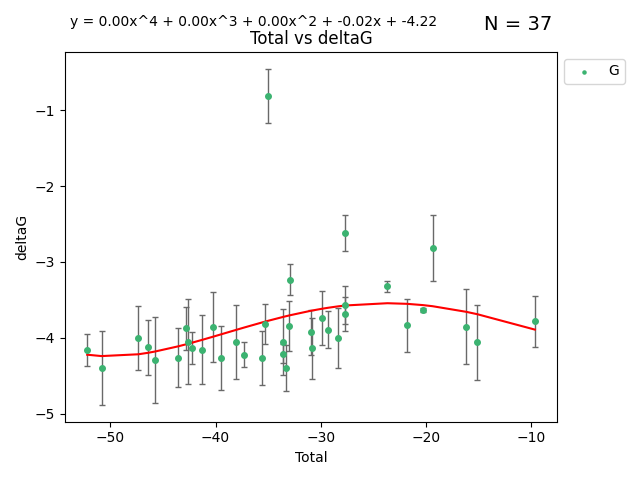 y = 0.00x^4 + 0.00x^3 + 0.00x^2 + -0.02x + -4.22
N = 37
Total vs deltaG
G
−1
−2
−3
−4
−5
deltaG
−50 −40 −30 −20 −10
Total